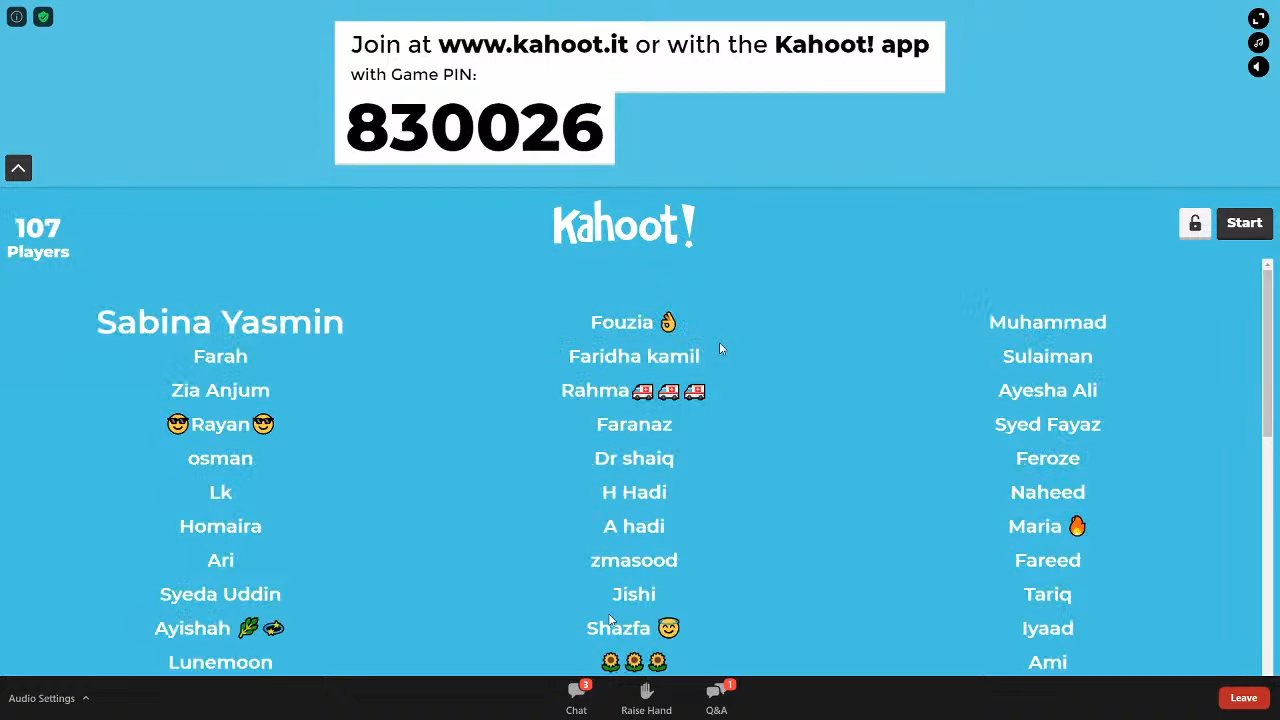 Join at www.kahoot.it or with the Kahoot! app
with Game PIN:
830026
107
Players
Kahoot!
Start
Sabina Yasmin
Fouzia 👌
Muhammad
Farah
Faridha kamil
Sulaiman
Zia Anjum
Rahma🚑🚑🚑
Ayesha Ali
😎Rayan😎
Faranaz
Syed Fayaz
osman
Dr shaiq
Feroze
Lk
H Hadi
Naheed
Homaira
A hadi
Maria 🔥
Ari
zmasood
Fareed
Syeda Uddin
Jishi
Tariq
Ayishah 🌿 💫
Shazfa 😇
Iyaad
Lunemoon
🌻🌻🌻
Ami
Audio Settings
3
Chat
Raise Hand
1
Q&A
Leave